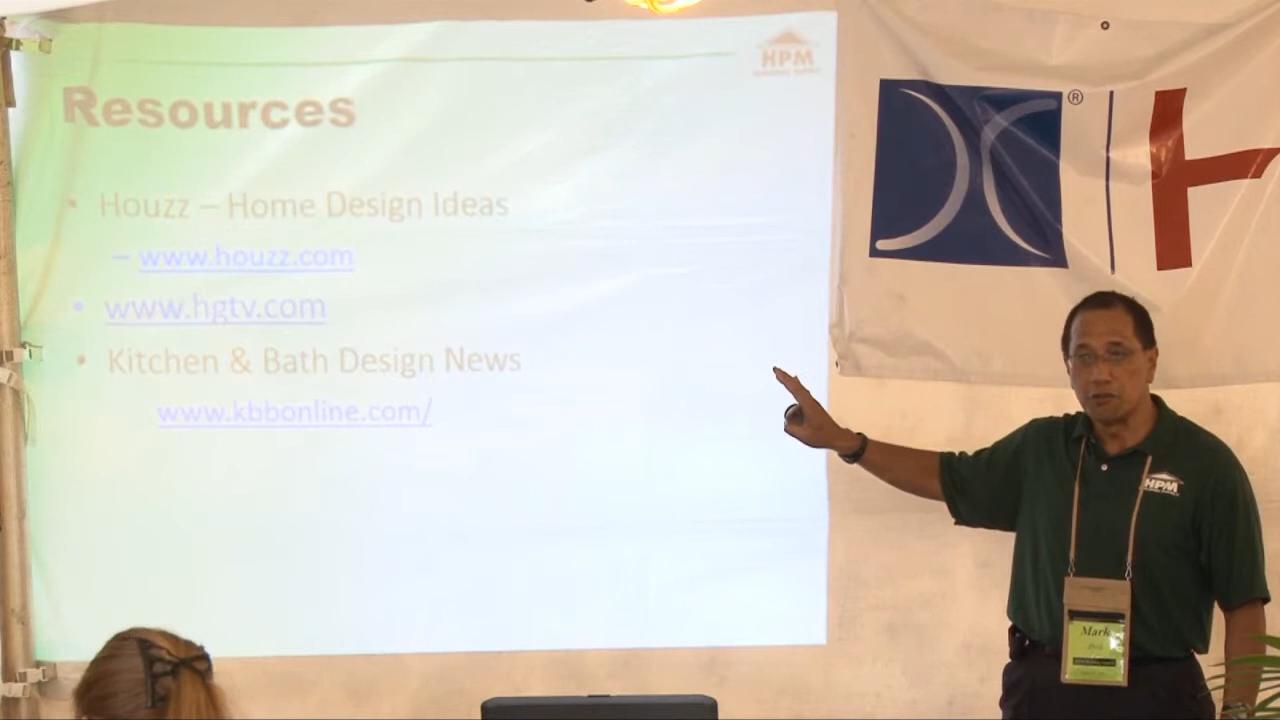 HPM
Resources
• Houzz – Home Design Ideas
– www.houzz.com
• www.hgtv.com
• Kitchen & Bath Design News
www.kbbonline.com/
®
H
HPM
Mark